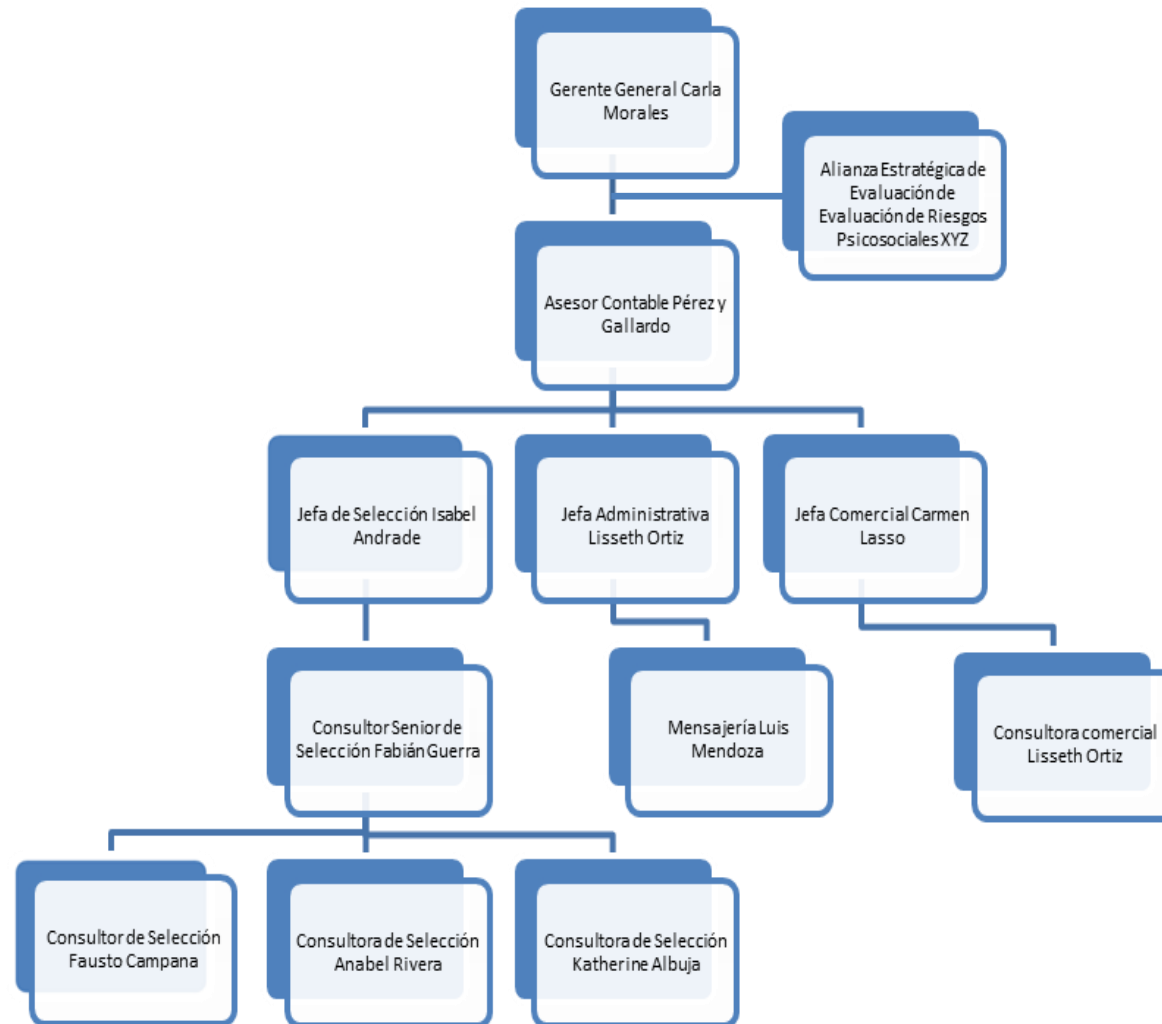 Gerente General Carla
Morales
Alianza Estratégica de
Evaluación de
Evaluación de Riesgos
Psicosociales XYZ
Asesor Contable Pérez y
Gallardo
Jefa de Selección Isabel
Andrade
Jefa Administrativa
Lisseth Ortiz
Jefa Comercial Carmen
Lasso
Consultor Senior de
Selección Fabián Guerra
Mensajería Luis
Mendoza
Consultora comercial
Lisseth Ortiz
Consultor de Selección
Fausto Campana
Consultora de Selección
Anabel Rivera
Consultora de Selección
Katherine Albuja